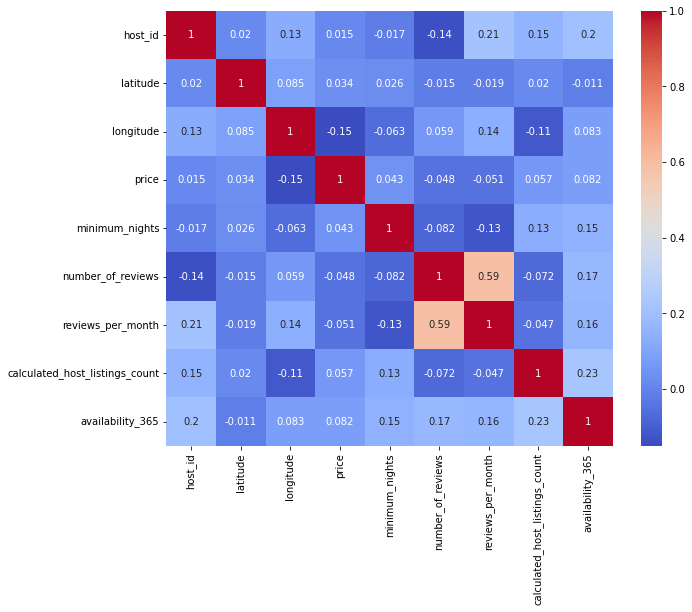 host_id 1 0.02 0.13 0.015 -0.017 -0.14 0.21 0.15 0.2
latitude 0.02 1 0.085 0.034 0.026 -0.015 -0.019 0.02 -0.011
longitude 0.13 0.085 1 -0.15 -0.063 0.059 0.14 -0.11 0.083
price 0.015 0.034 -0.15 1 0.043 -0.048 -0.051 0.057 0.082
minimum_nights -0.017 0.026 -0.063 0.043 1 -0.082 -0.13 0.13 0.15
number_of_reviews -0.14 -0.015 0.059 -0.048 -0.082 1 0.59 -0.072 0.17
reviews_per_month 0.21 -0.019 0.14 -0.051 -0.13 0.59 1 -0.047 0.16
calculated_host_listings_count 0.15 0.02 -0.11 0.057 0.13 -0.072 -0.047 1 0.23
availability_365 0.2 -0.011 0.083 0.082 0.15 0.17 0.16 0.23 1
host_id
latitude
longitude
price
minimum_nights
number_of_reviews
reviews_per_month
calculated_host_listings_count
availability_365
1.0
0.8
0.6
0.4
0.2
0.0